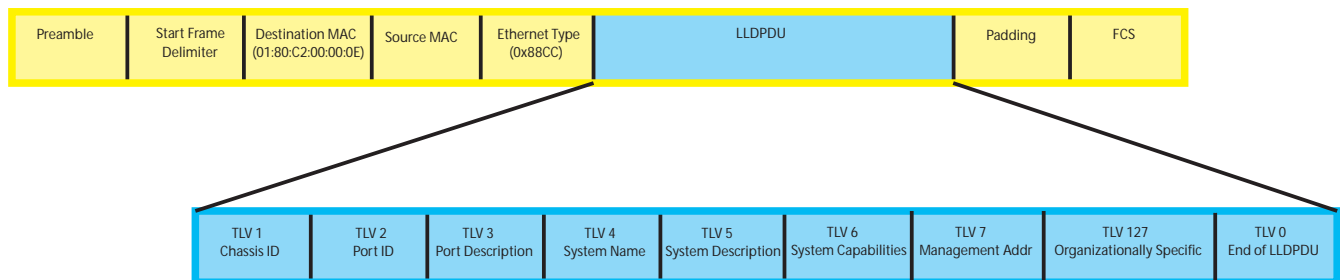 Preamble
Start Frame
Delimiter
Destination MAC
(01:80:C2:00:00:0E)
Source MAC
Ethernet Type
(0x88CC)
LLDPDU
Padding
FCS
TLV 1
Chassis ID
TLV 2
Port ID
TLV 3
Port Description
TLV 4
System Name
TLV 5
System Description
TLV 6
System Capabilities
TLV 7
Management Addr
TLV 127
Organizationally Specific
TLV 0
End of LLDPDU